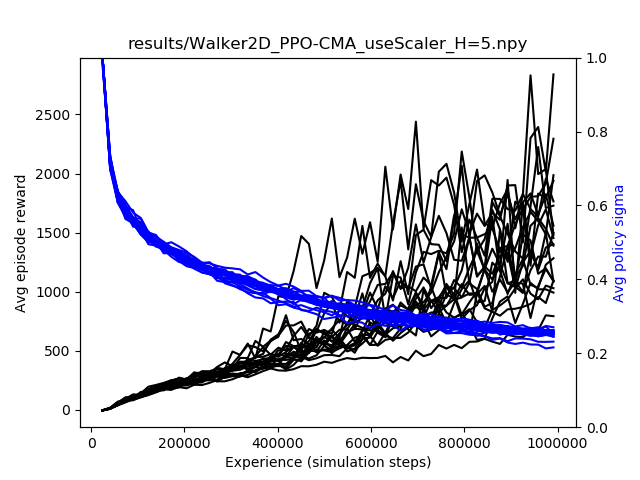 results/Walker2D_PPO-CMA_useScaler_H=5.npy
2500
2000
1500
1000
500
0
Avg episode reward
1.0
0.8
0.6
0.4
0.2
0.0
Avg policy sigma
0 200000 400000 600000 800000 1000000
Experience (simulation steps)